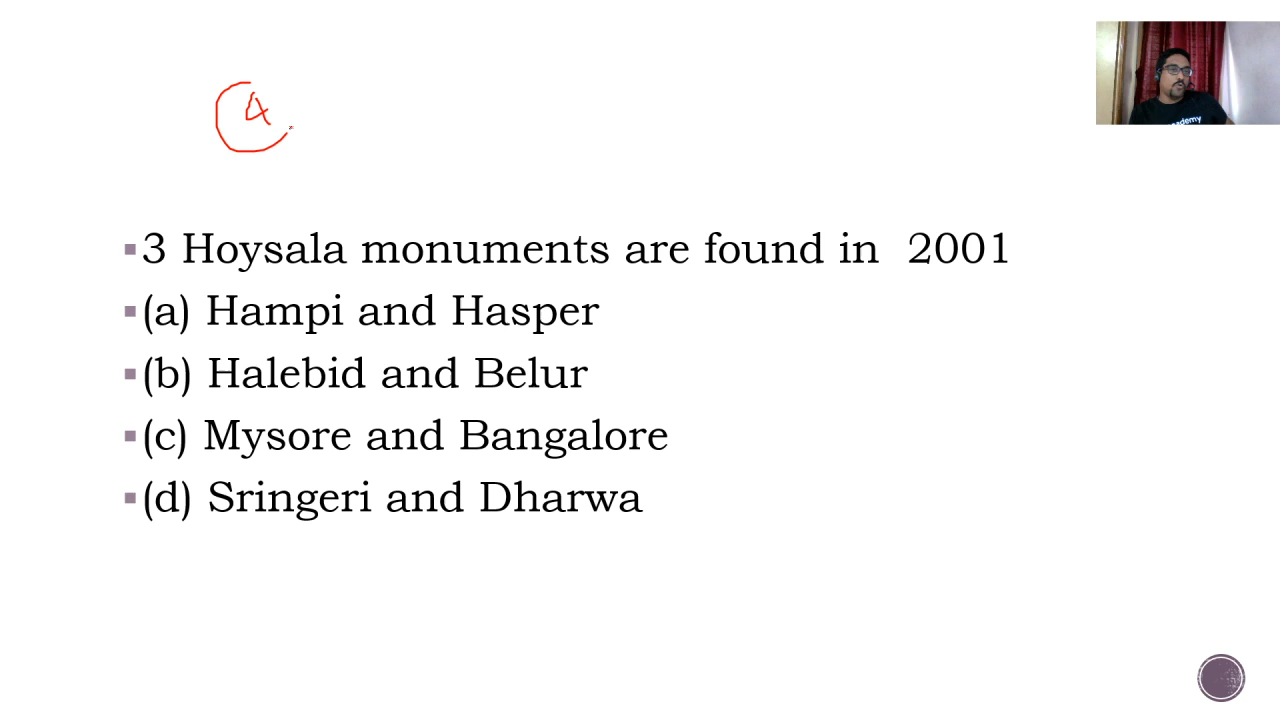 4
3 Hoysala monuments are found in 2001
(a) Hampi and Hasper
(b) Halebid and Belur
(c) Mysore and Bangalore
(d) Sringeri and Dharwa